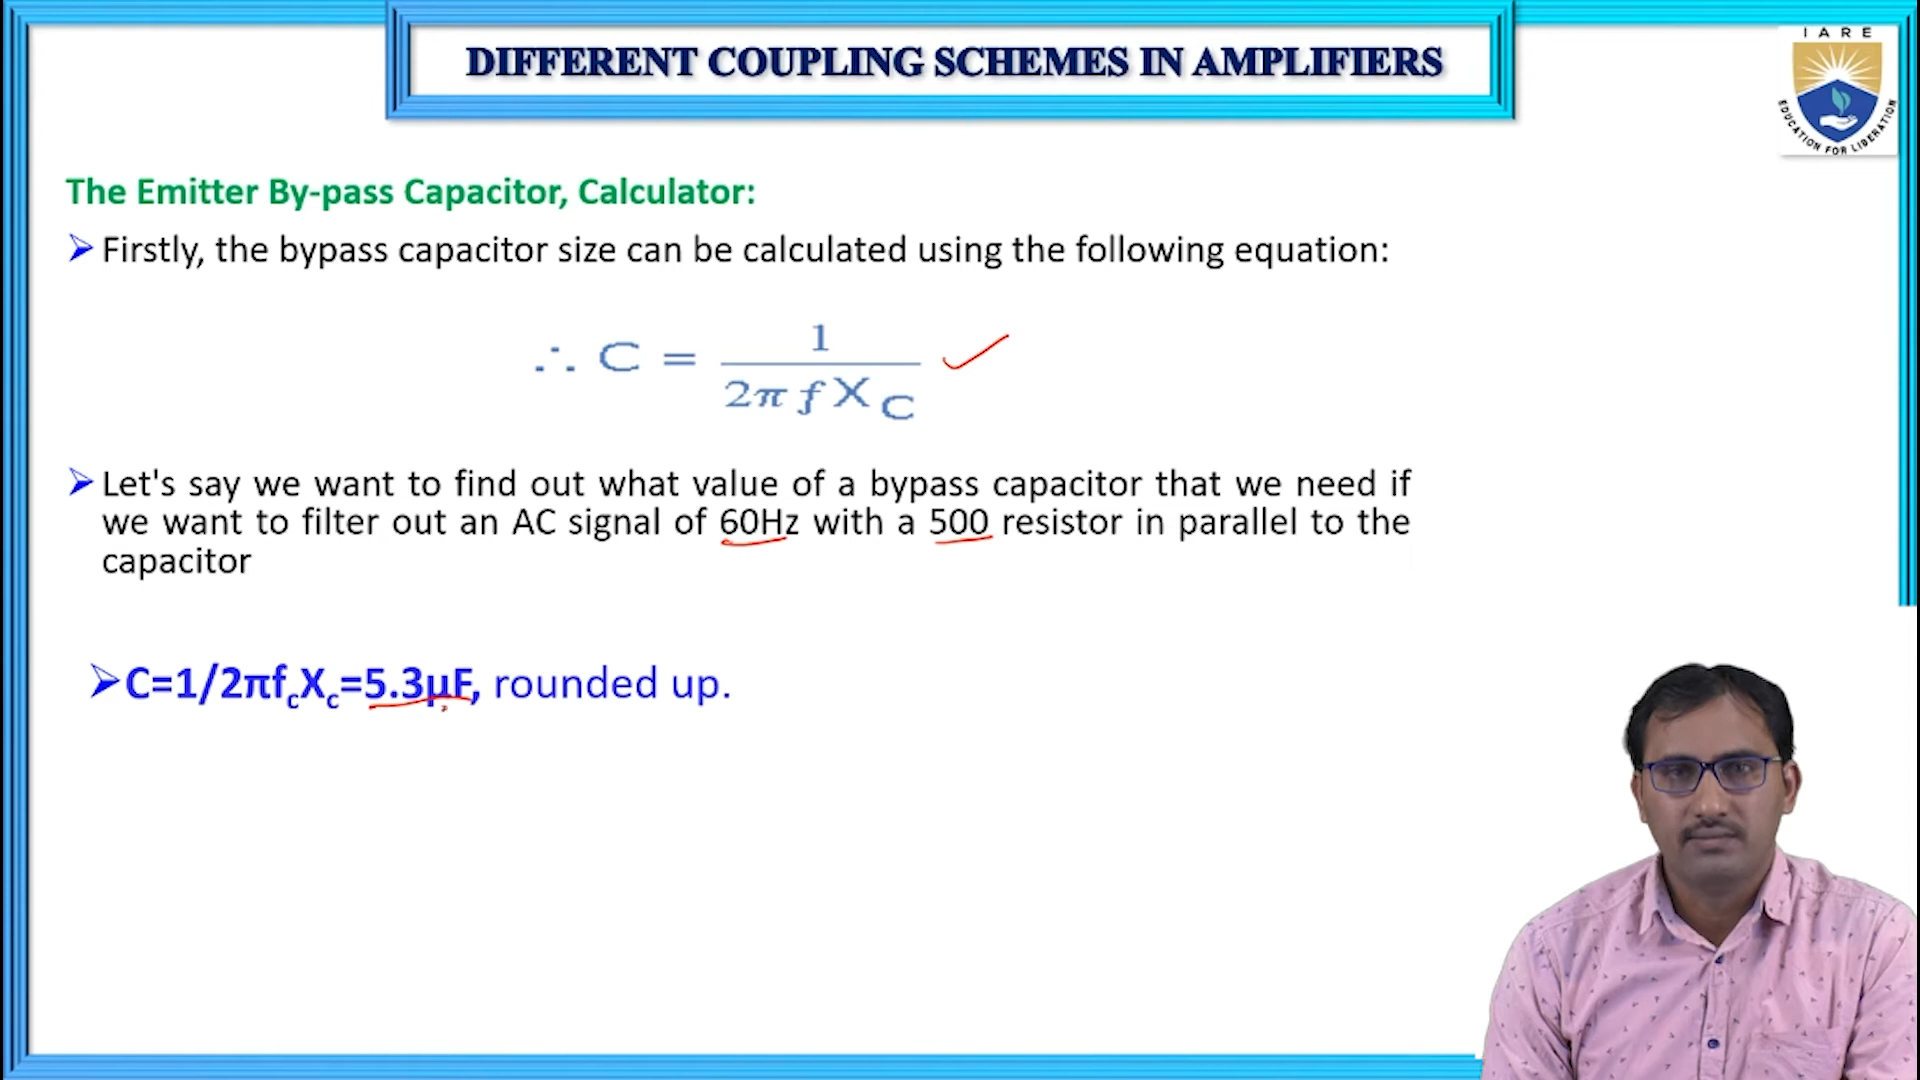 DIFFERENT COUPLING SCHEMES IN AMPLIFIERS
I A R E
EDUCATION FOR LIBERATION
The Emitter By-pass Capacitor, Calculator:
➢ Firstly, the bypass capacitor size can be calculated using the following equation:
∴ C = 1 / 2π f X_C
➢ Let's say we want to find out what value of a bypass capacitor that we need if
we want to filter out an AC signal of 60Hz with a 500 resistor in parallel to the
capacitor
➢ C=1/2πf_cX_c=5.3µF, rounded up.